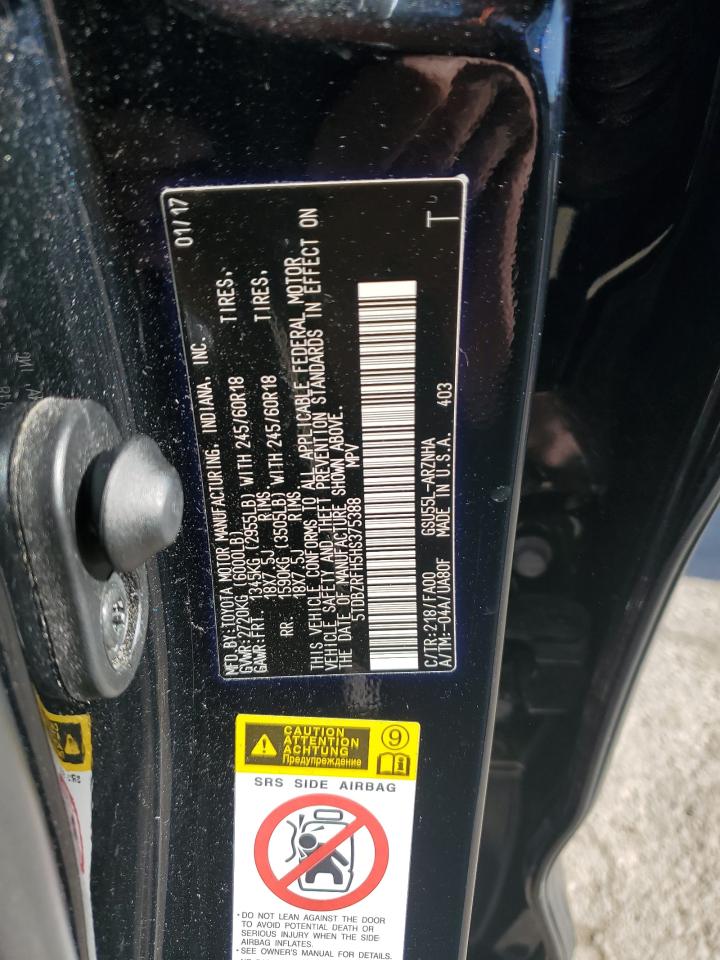 MFD.BY:TOYOTA MOTOR MANUFACTURING, INDIANA, INC. 01/17
GVWR:2720KG (6000LB)
GAWR:FRT. 1345KG (2955LB) WITH 245/60R18 TIRES,
18X7.5J RIMS
RR. 1590KG (3505LB) WITH 245/60R18 TIRES,
18X7.5J RIMS
THIS VEHICLE CONFORMS TO ALL APPLICABLE FEDERAL MOTOR
VEHICLE SAFETY AND THEFT PREVENTION STANDARDS IN EFFECT ON
THE DATE OF MANUFACTURE SHOWN ABOVE.
5TDBZRFH5HS375388 MPV
C/TR:218/FA00 GSU55L-ARZNHA
A/TM:-04A/UA80F MADE IN U.S.A. 403
T
CAUTION
ATTENTION
ACHTUNG
Предупреждение
9
SRS SIDE AIRBAG
• DO NOT LEAN AGAINST THE DOOR
TO AVOID POTENTIAL DEATH OR
SERIOUS INJURY WHEN THE SIDE
AIRBAG INFLATES.
• SEE OWNER'S MANUAL FOR DETAILS.